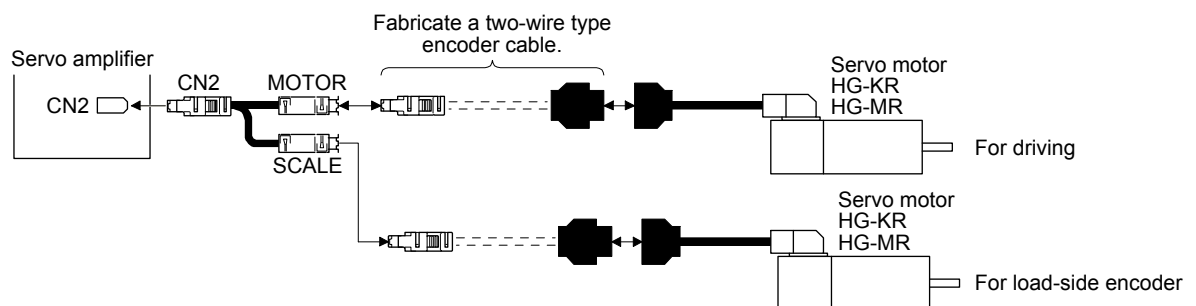 Fabricate a two-wire type
encoder cable.
Servo amplifier
CN2
CN2
MOTOR
SCALE
Servo motor
HG-KR
HG-MR
For driving
Servo motor
HG-KR
HG-MR
For load-side encoder